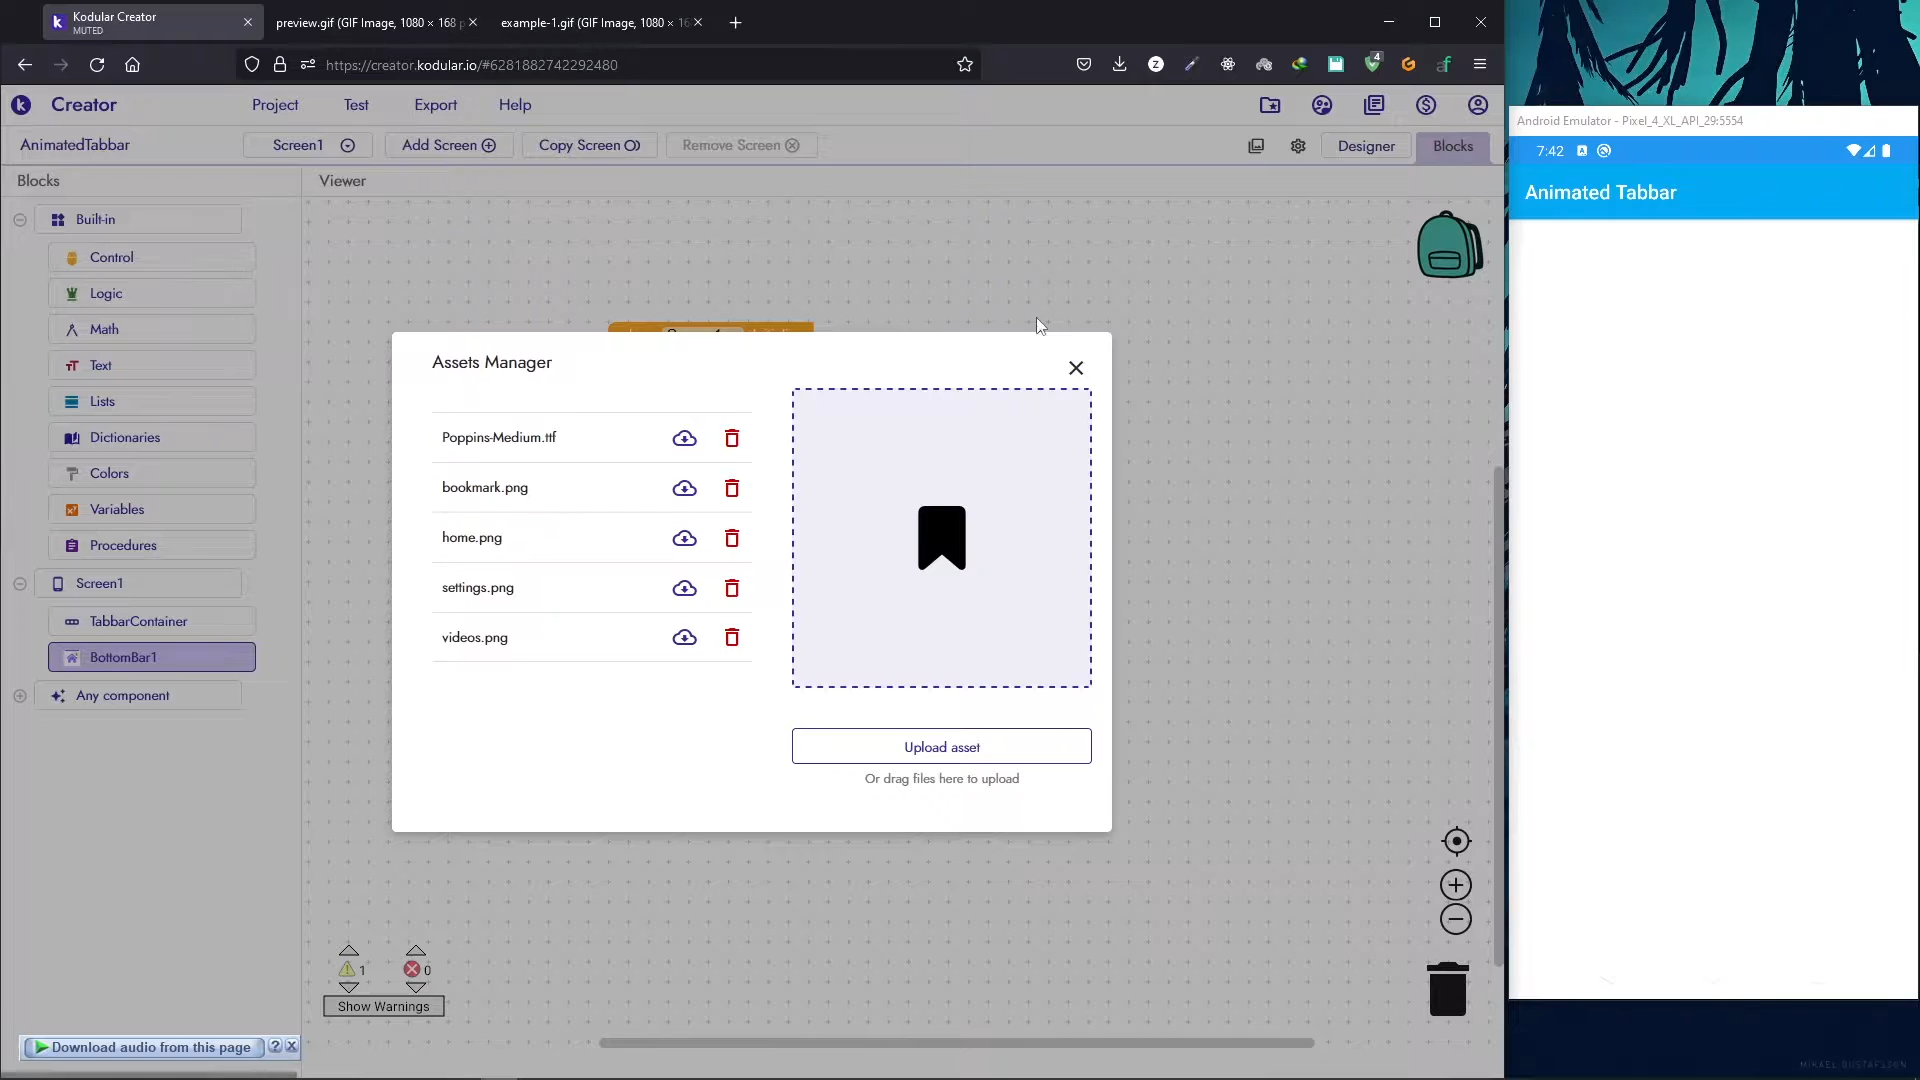 Kodular Creator
MUTED
preview.gif (GIF Image, 1080 × 168 p
example-1.gif (GIF Image, 1080 × 16
https://creator.kodular.io/#6281882742292480
4
Creator
Project
Test
Export
Help
AnimatedTabbar
Screen1
Add Screen
Copy Screen
Remove Screen
Designer
Blocks
Blocks
Viewer
Built-in
Control
Logic
Math
Text
Lists
Dictionaries
Colors
Variables
Procedures
Screen1
TabbarContainer
BottomBar1
Any component
Assets Manager
Poppins-Medium.ttf
bookmark.png
home.png
settings.png
videos.png
Upload asset
Or drag files here to upload
1
0
Show Warnings
Download audio from this page
Android Emulator - Pixel_4_XL_API_29:5554
7:42
Animated Tabbar